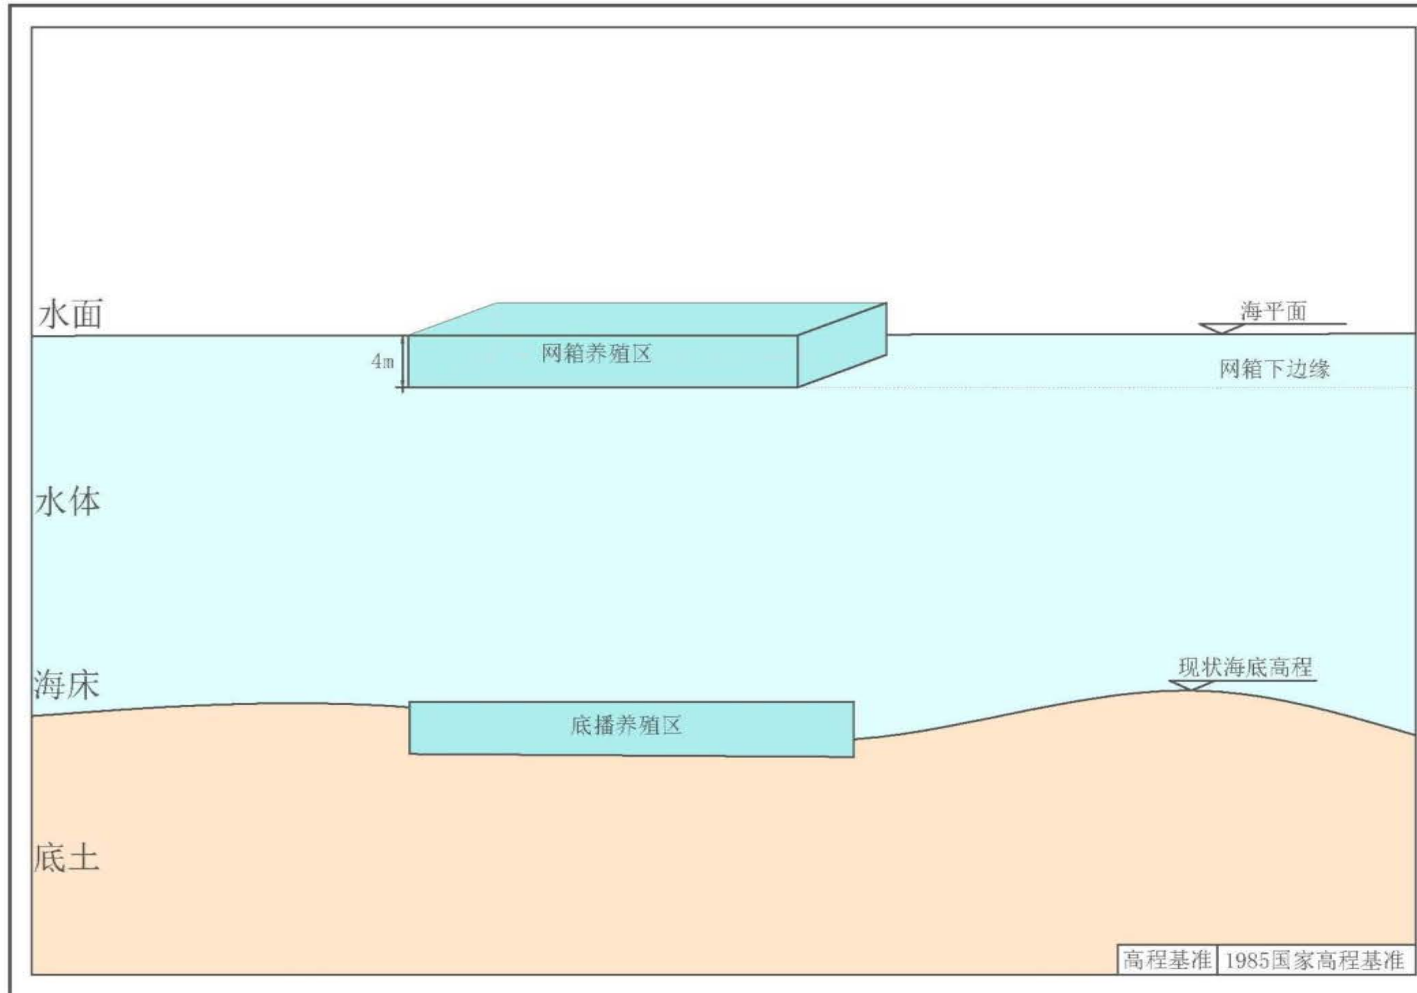 水面
海平面
4m
网箱养殖区
网箱下边缘
水体
海床
现状海底高程
底播养殖区
底土
高程基准 1985国家高程基准